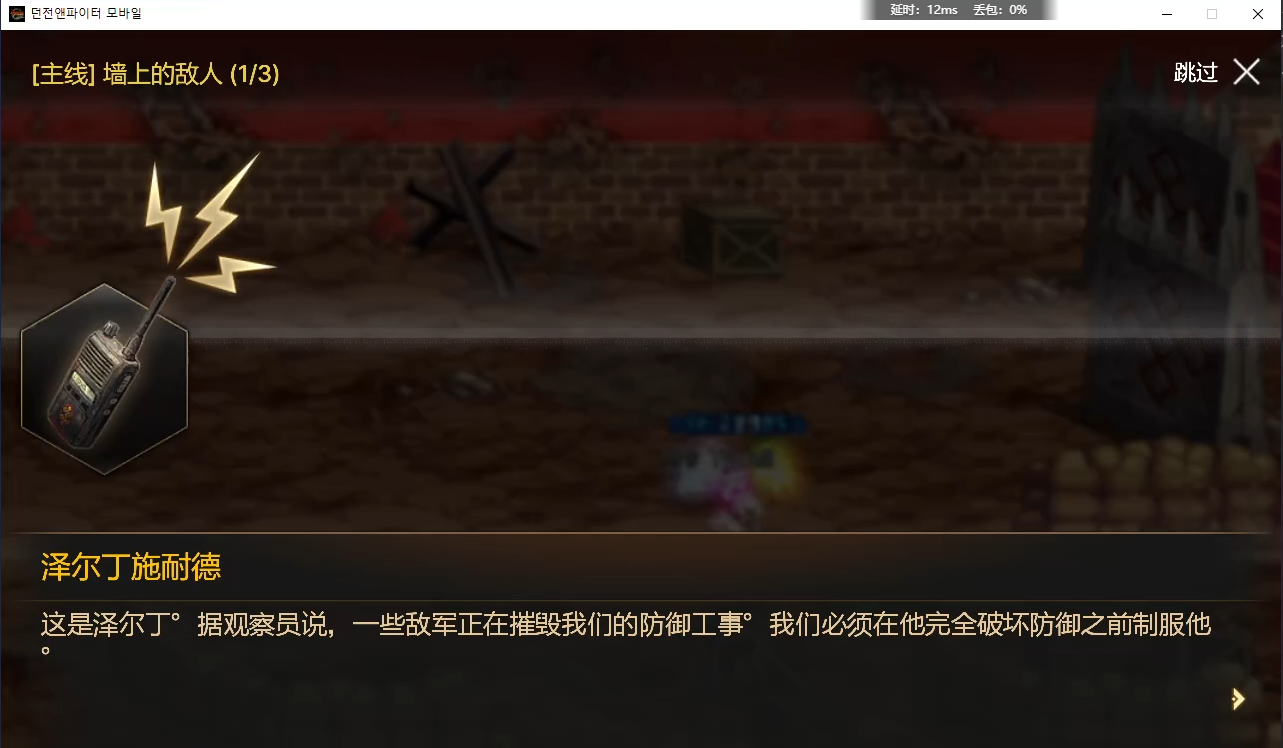 던전앤파이터 모바일
延时: 12ms 丢包: 0%
[主线] 墙上的敌人 (1/3)
跳过
泽尔丁施耐德
这是泽尔丁。据观察员说，一些敌军正在摧毁我们的防御工事。我们必须在他完全破坏防御之前制服他
。